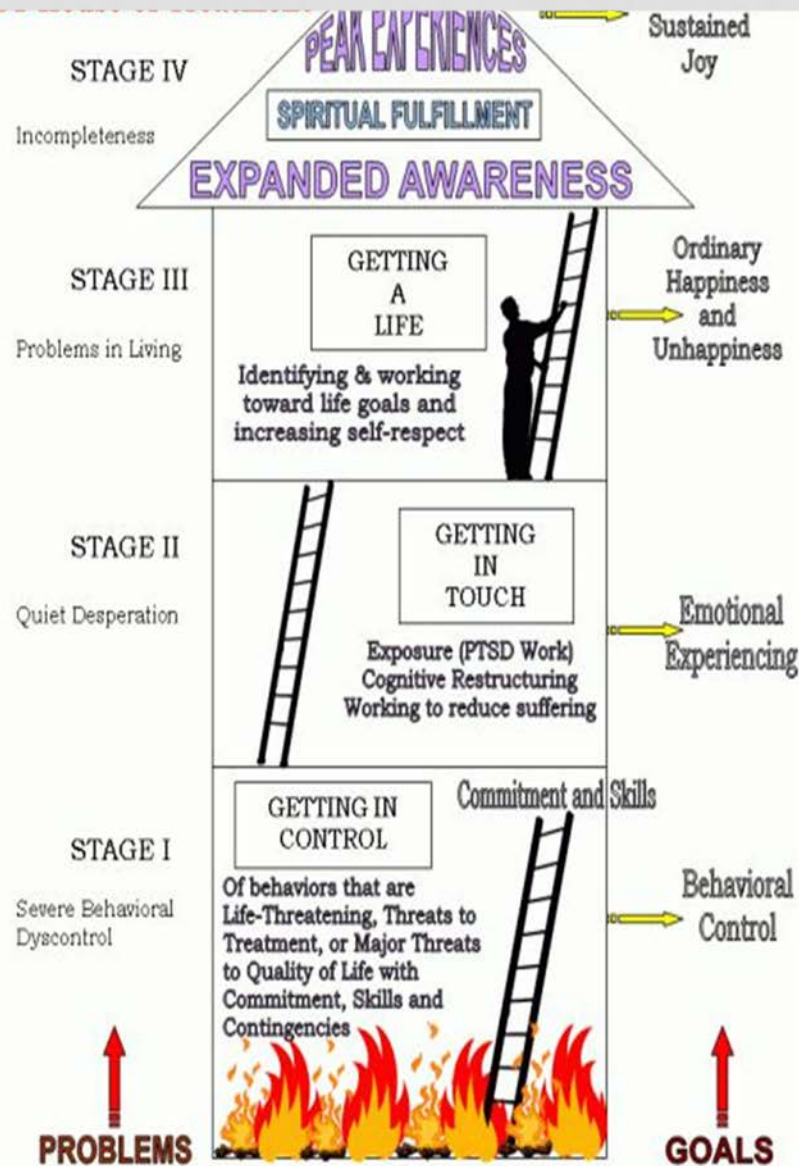 PEAK EXPERIENCES
Sustained
Joy
STAGE IV
Incompleteness
SPIRITUAL FULFILLMENT
EXPANDED AWARENESS
STAGE III
Problems in Living
GETTING
A
LIFE
Identifying & working
toward life goals and
increasing self-respect
Ordinary
Happiness
and
Unhappiness
STAGE II
Quiet Desperation
GETTING
IN
TOUCH
Exposure (PTSD Work)
Cognitive Restructuring
Working to reduce suffering
Emotional
Experiencing
STAGE I
Severe Behavioral
Dyscontrol
GETTING IN
CONTROL
Commitment and Skills
Of behaviors that are
Life-Threatening, Threats to
Treatment, or Major Threats
to Quality of Life with
Commitment, Skills and
Contingencies
Behavioral
Control
PROBLEMS
GOALS